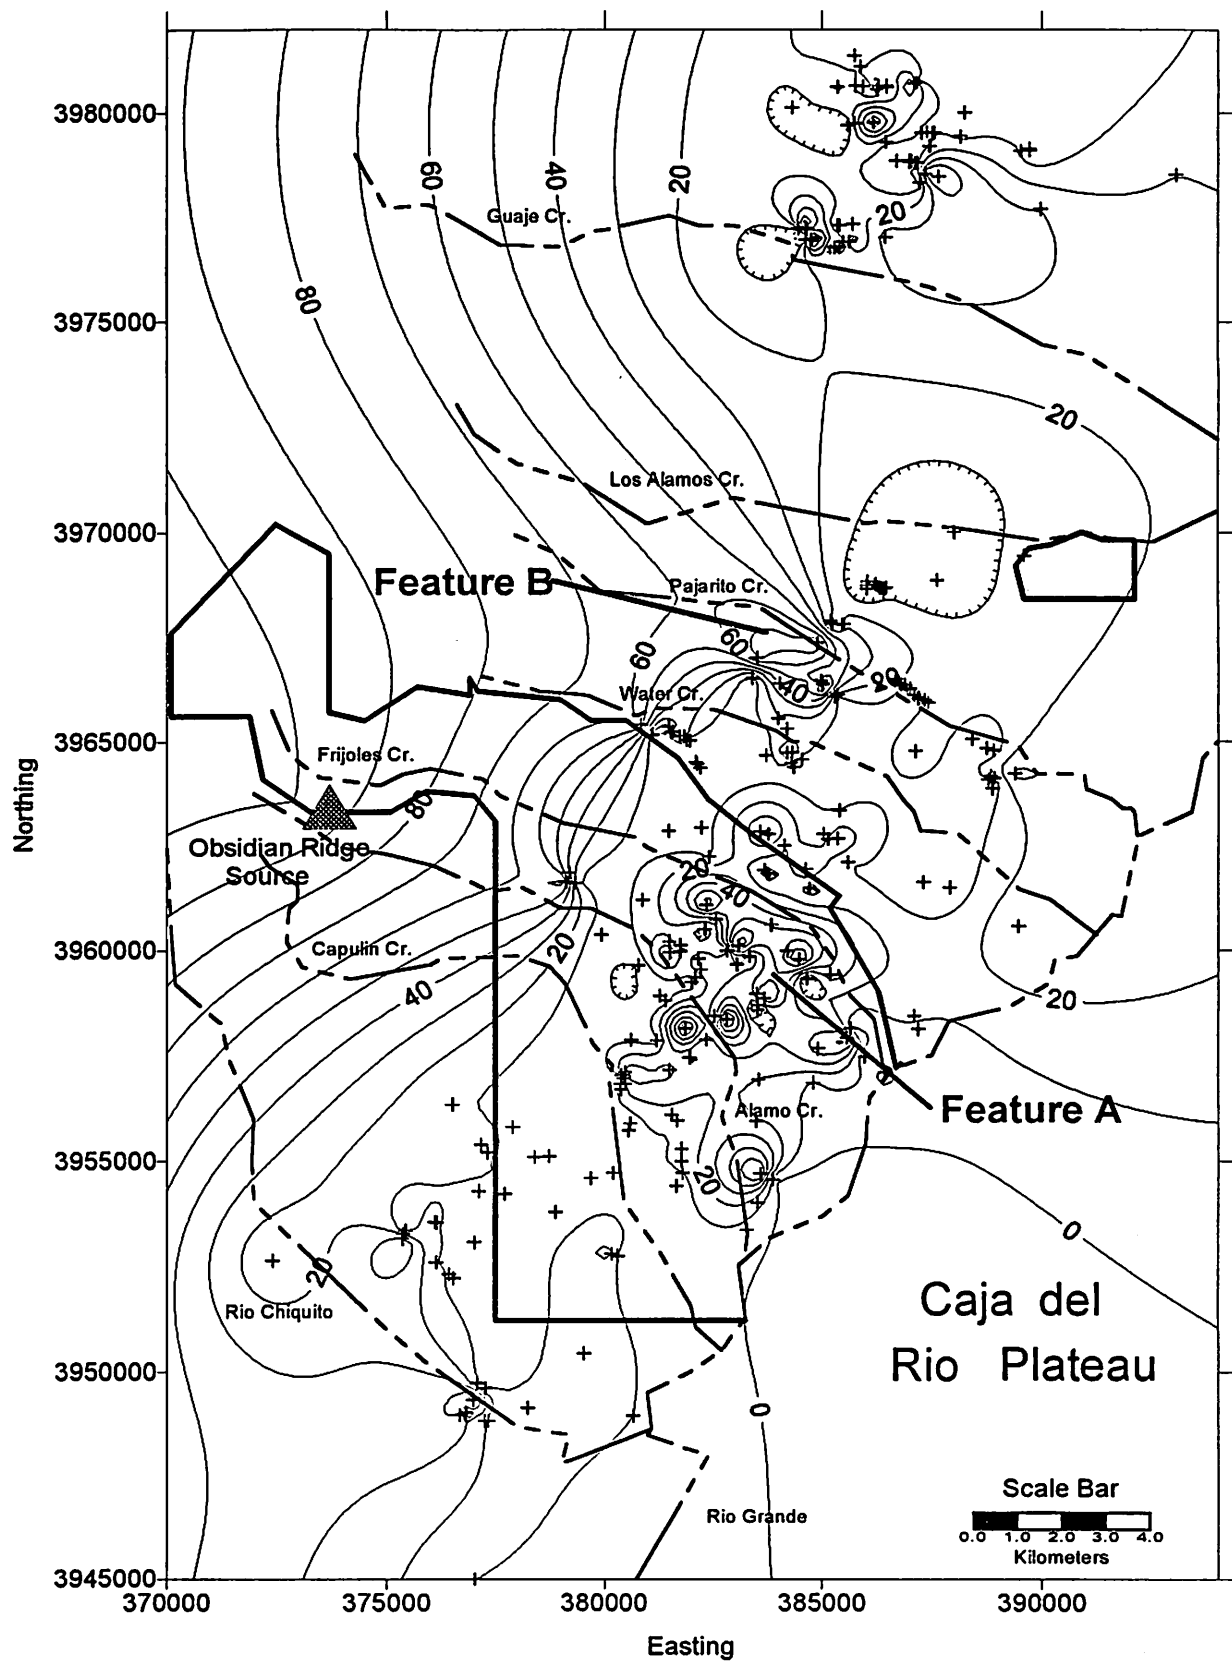 3980000
3975000
3970000
3965000
3960000
3955000
3950000
3945000
Northing
370000
375000
380000
385000
390000
Easting
60
40
20
20
80
Guaje Cr.
20
Los Alamos Cr.
Feature B
Pajarito Cr.
60
60
40
20
Water Cr.
Frijoles Cr.
80
Obsidian Ridge
Source
20
40
20
Capulin Cr.
40
20
Alamo Cr.
Feature A
20
0
20
Rio Chiquito
Caja del
Rio Plateau
0
Rio Grande
Scale Bar
0.0 1.0 2.0 3.0 4.0
Kilometers